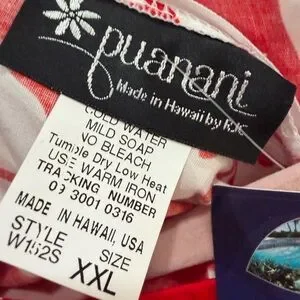 puanani
Made in Hawaii by RJC
COLD WATER
MILD SOAP
NO BLEACH
Tumble Dry Low Heat
USE WARM IRON
TRACKING NUMBER
09 3001 0316
MADE IN HAWAII, USA
STYLE SIZE
W152S XXL